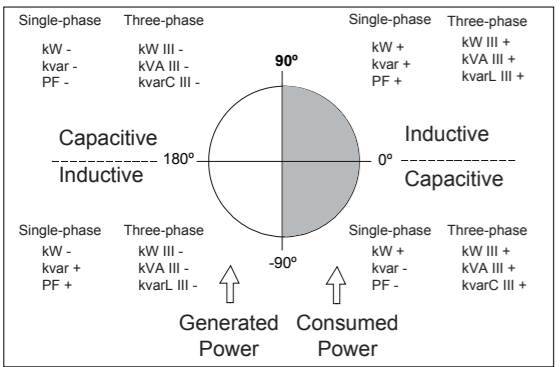 Single-phase Three-phase
kW - kW III -
kvar - kVA III -
PF - kvarC III -
90º
Single-phase Three-phase
kW + kW III +
kvar + kVA III +
PF + kvarL III +
Capacitive
180º
Inductive
Inductive
0º
Capacitive
Single-phase Three-phase
kW - kW III -
kvar + kVA III -
PF + kvarL III -
-90º
Single-phase Three-phase
kW + kW III +
kvar - kVA III +
PF - kvarC III +
Generated
Power
Consumed
Power